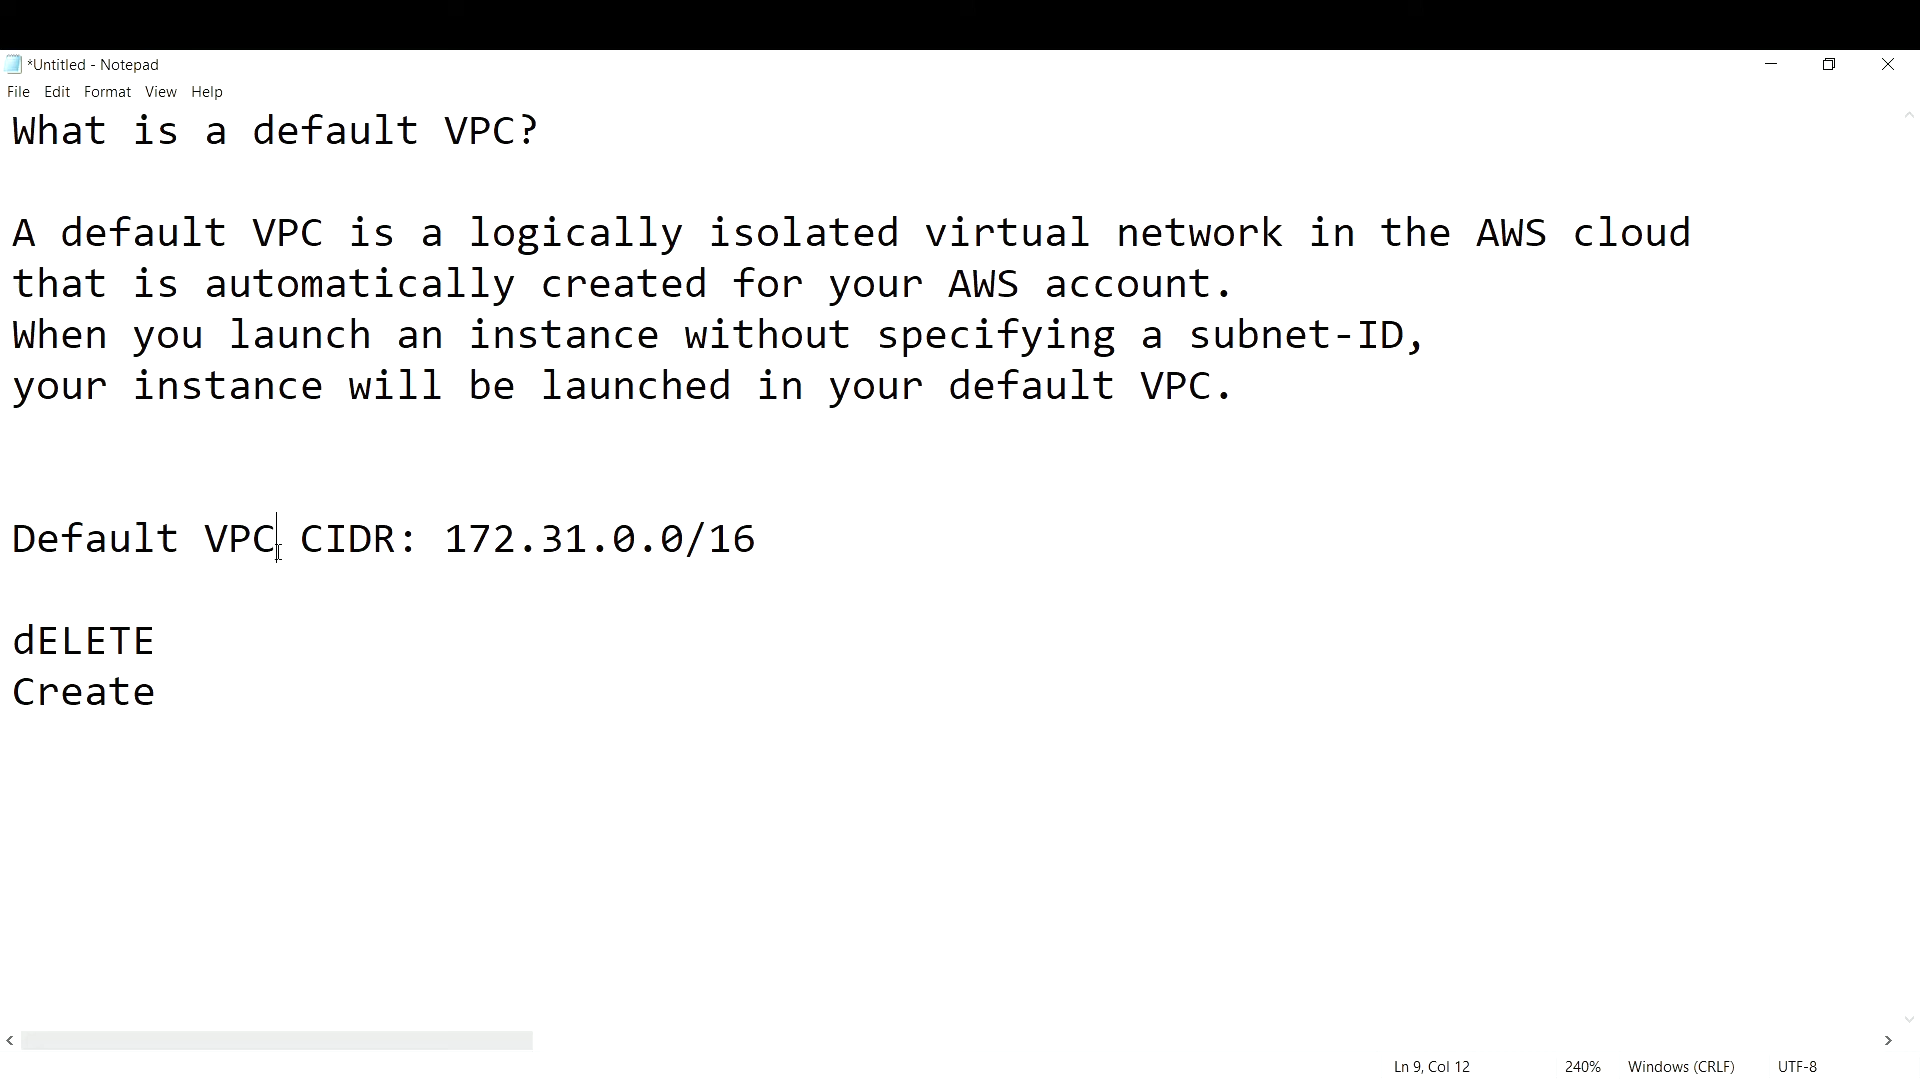 *Untitled - Notepad
File Edit Format View Help
What is a default VPC?
A default VPC is a logically isolated virtual network in the AWS cloud
that is automatically created for your AWS account.
When you launch an instance without specifying a subnet-ID,
your instance will be launched in your default VPC.
Default VPC CIDR: 172.31.0.0/16
dELETE
Create
Ln 9, Col 12 240% Windows (CRLF) UTF-8